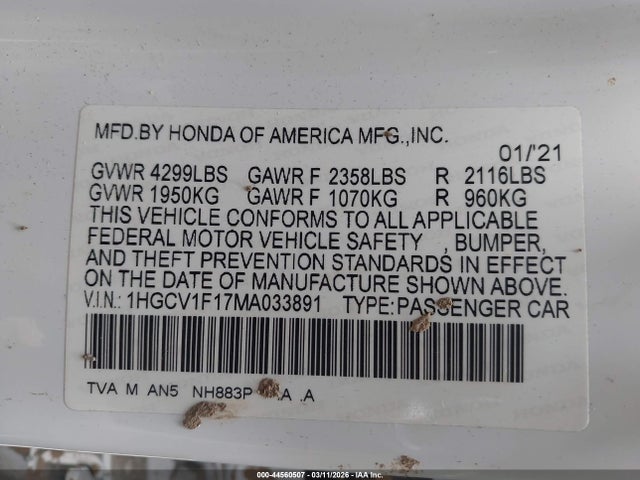 MFD.BY HONDA OF AMERICA MFG.,INC.
01/'21
GVWR 4299LBS GAWR F 2358LBS R 2116LBS
GVWR 1950KG GAWR F 1070KG R 960KG
THIS VEHICLE CONFORMS TO ALL APPLICABLE
FEDERAL MOTOR VEHICLE SAFETY , BUMPER,
AND THEFT PREVENTION STANDARDS IN EFFECT
ON THE DATE OF MANUFACTURE SHOWN ABOVE.
V.I.N.: 1HGCV1F17MA033891 TYPE:PASSENGER CAR
TVA M AN5 NH883P .A .A
000-44560507 - 03/11/2026 - IAA Inc.